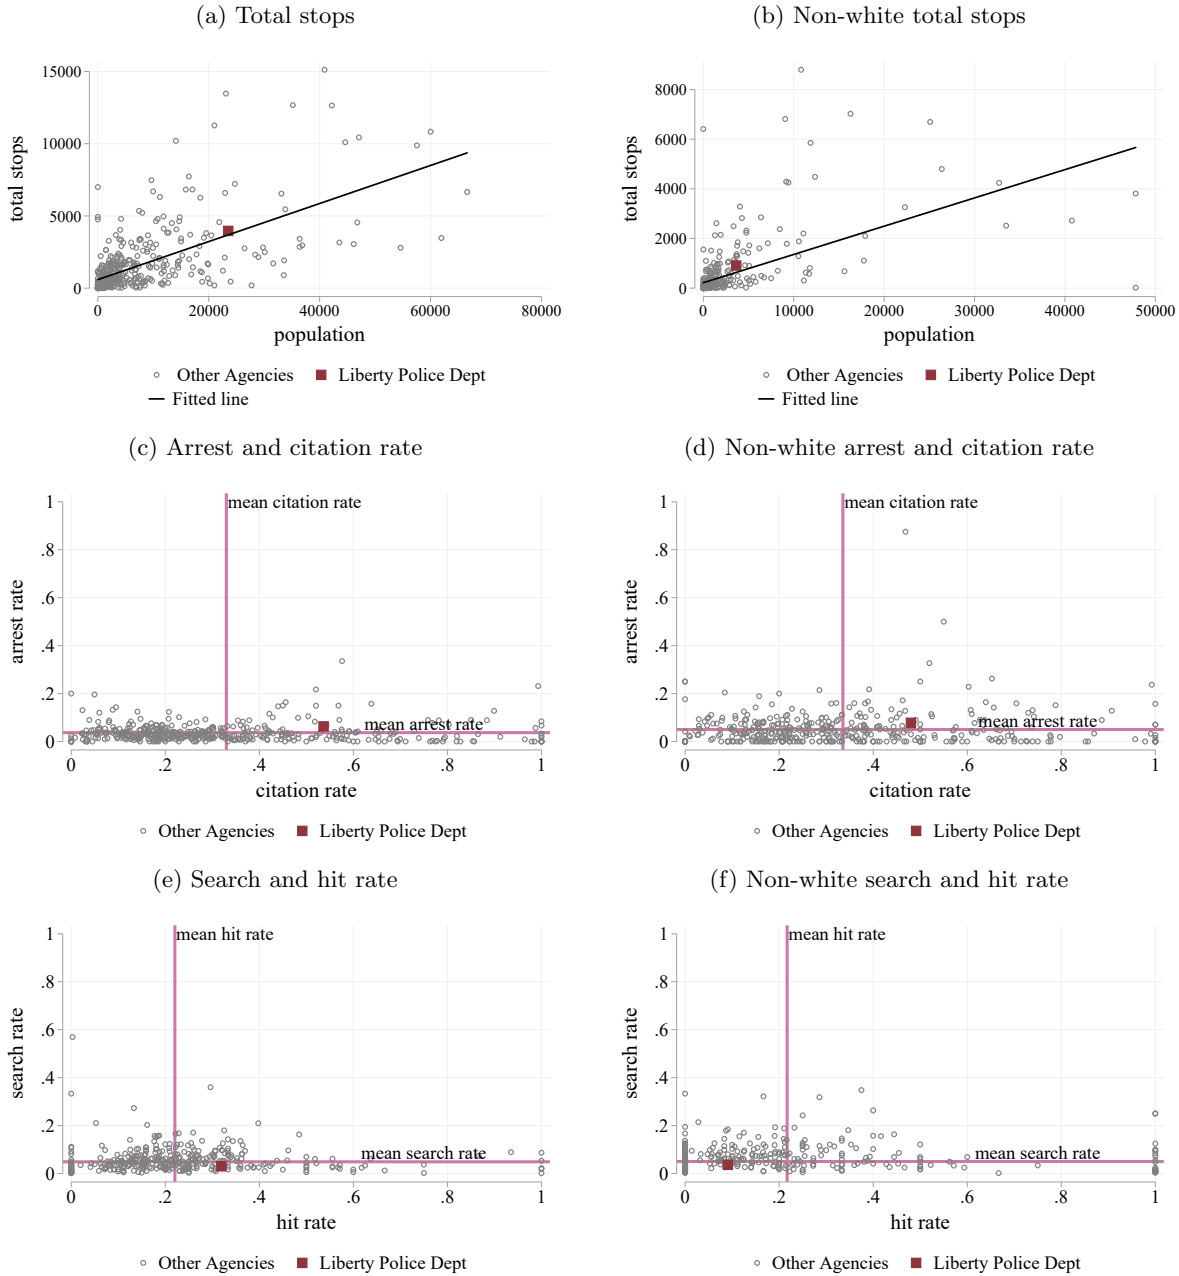 (a) Total stops
(b) Non-white total stops
15000
10000
5000
0
total stops
0 20000 40000 60000 80000
population
Other Agencies Liberty Police Dept
Fitted line
8000
6000
4000
2000
0
total stops
0 10000 20000 30000 40000 50000
population
Other Agencies Liberty Police Dept
Fitted line
(c) Arrest and citation rate
(d) Non-white arrest and citation rate
1
.8
.6
.4
.2
0
arrest rate
mean citation rate
mean arrest rate
0 .2 .4 .6 .8 1
citation rate
Other Agencies Liberty Police Dept
1
.8
.6
.4
.2
0
arrest rate
mean citation rate
mean arrest rate
0 .2 .4 .6 .8 1
citation rate
Other Agencies Liberty Police Dept
(e) Search and hit rate
(f) Non-white search and hit rate
1
.8
.6
.4
.2
0
search rate
mean hit rate
mean search rate
0 .2 .4 .6 .8 1
hit rate
Other Agencies Liberty Police Dept
1
.8
.6
.4
.2
0
search rate
mean hit rate
mean search rate
0 .2 .4 .6 .8 1
hit rate
Other Agencies Liberty Police Dept